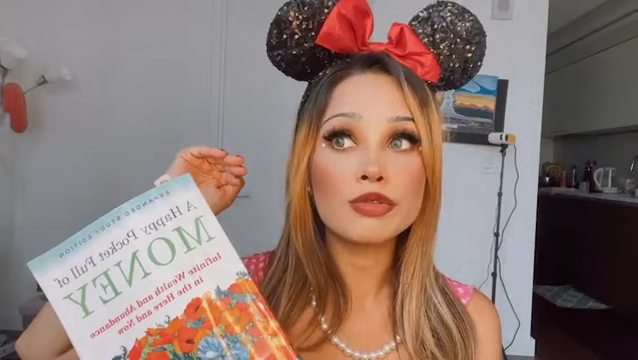 EXPANDED STUDY EDITION
A Happy Pocket Full of
MONEY
Infinite Wealth and Abundance
in the Here and Now